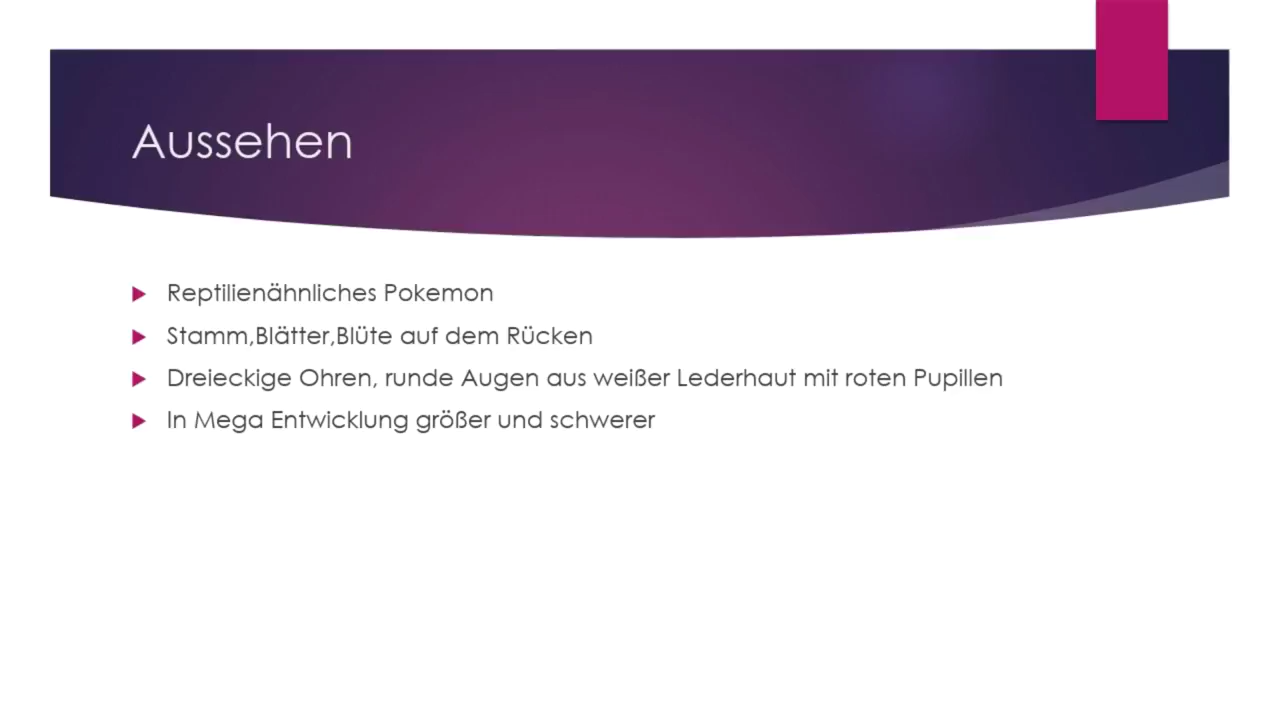 Aussehen
Reptilienähnliches Pokemon
Stamm,Blätter,Blüte auf dem Rücken
Dreieckige Ohren, runde Augen aus weißer Lederhaut mit roten Pupillen
In Mega Entwicklung größer und schwerer